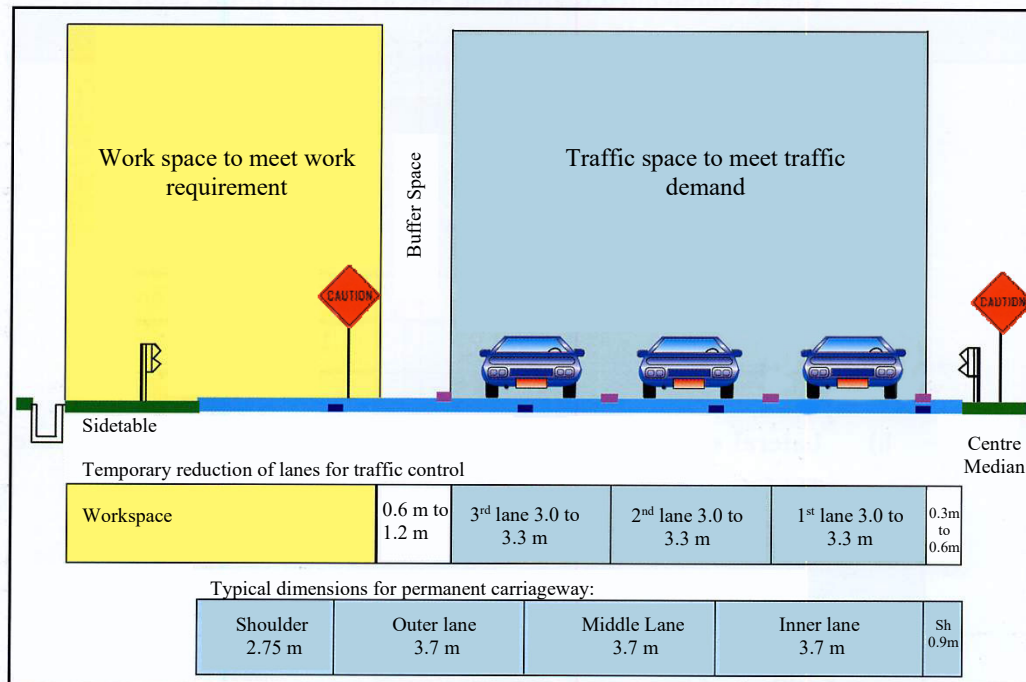 Work space to meet work
requirement
Buffer Space
Traffic space to meet traffic
demand
CAUTION
CAUTION
Sidetable
Centre
Median
Temporary reduction of lanes for traffic control
Workspace
0.6 m to
1.2 m
3rd lane 3.0 to
3.3 m
2nd lane 3.0 to
3.3 m
1st lane 3.0 to
3.3 m
0.3m
to
0.6m
Typical dimensions for permanent carriageway:
Shoulder
2.75 m
Outer lane
3.7 m
Middle Lane
3.7 m
Inner lane
3.7 m
Sh
0.9m